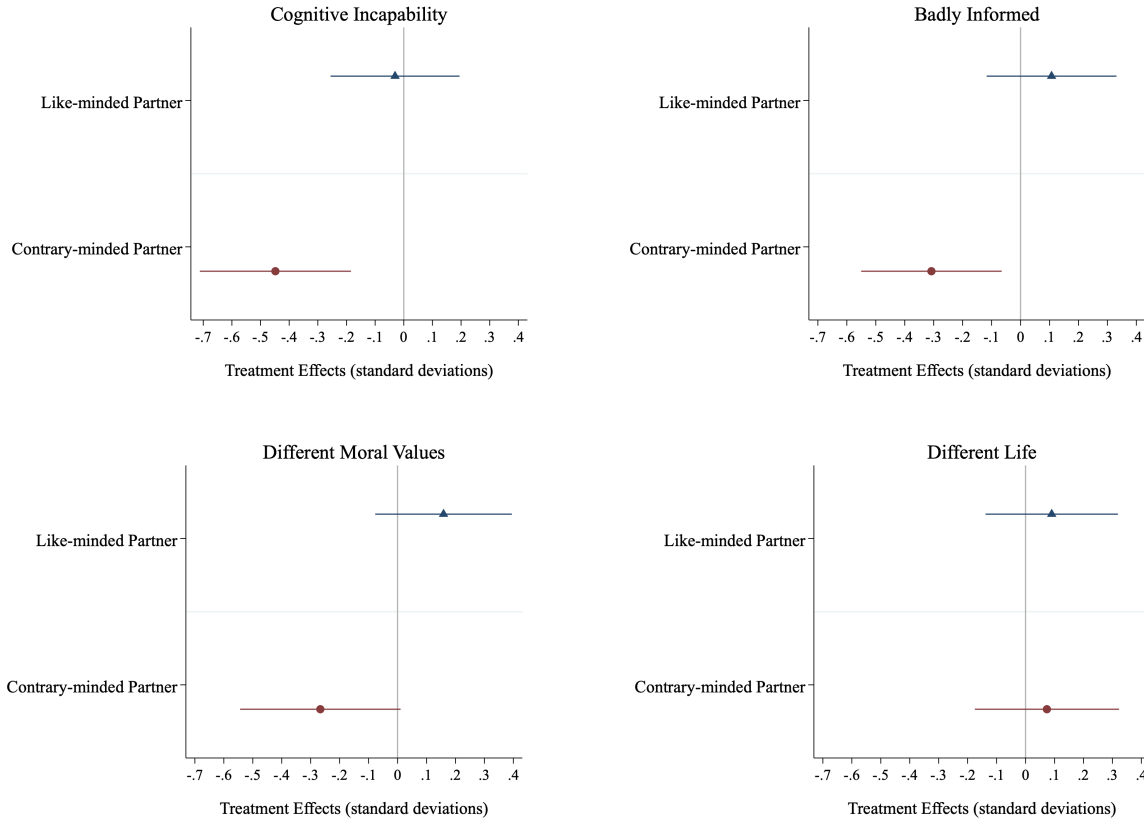 Cognitive Incapability
Like-minded Partner
Contrary-minded Partner
-.7 -.6 -.5 -.4 -.3 -.2 -.1 0 .1 .2 .3 .4
Treatment Effects (standard deviations)
Badly Informed
Like-minded Partner
Contrary-minded Partner
-.7 -.6 -.5 -.4 -.3 -.2 -.1 0 .1 .2 .3 .4
Treatment Effects (standard deviations)
Different Moral Values
Like-minded Partner
Contrary-minded Partner
-.7 -.6 -.5 -.4 -.3 -.2 -.1 0 .1 .2 .3 .4
Treatment Effects (standard deviations)
Different Life
Like-minded Partner
Contrary-minded Partner
-.7 -.6 -.5 -.4 -.3 -.2 -.1 0 .1 .2 .3 .4
Treatment Effects (standard deviations)